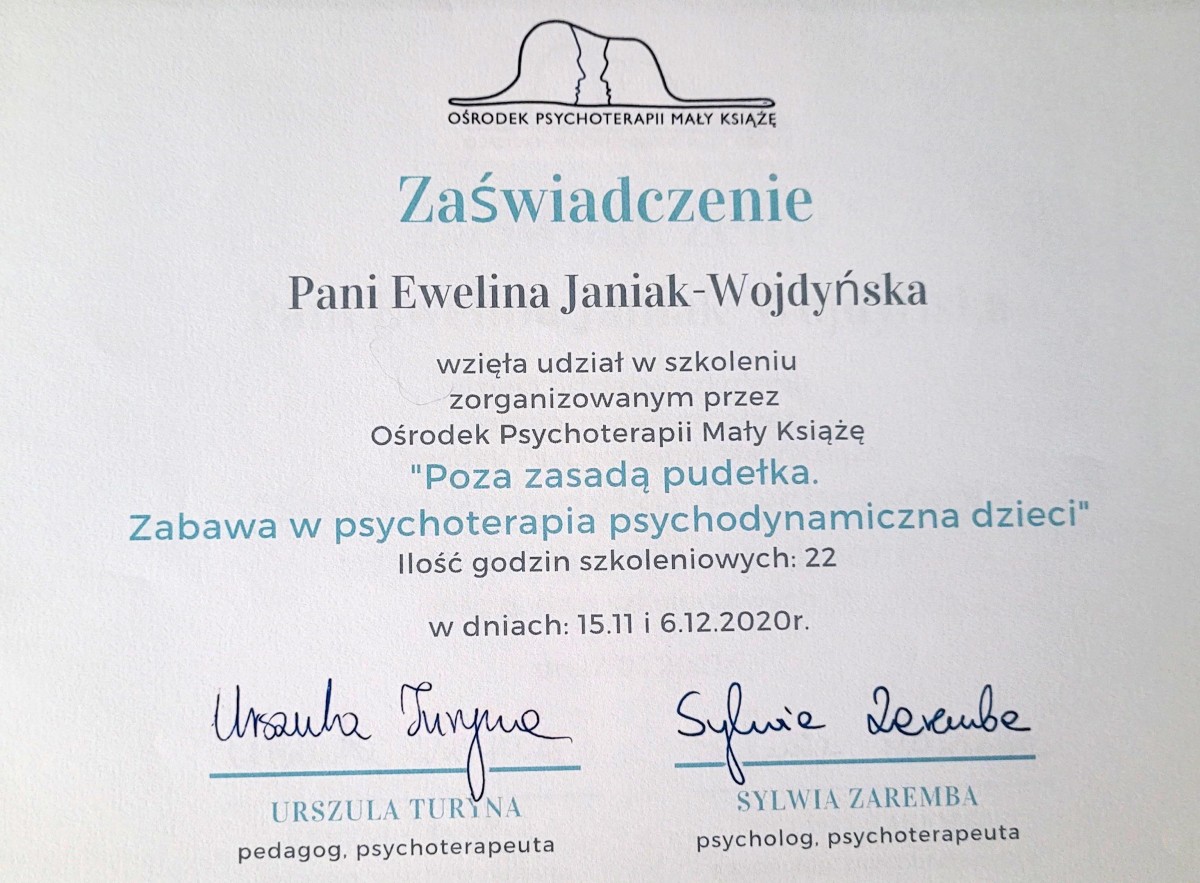 OŚRODEK PSYCHOTERAPII MAŁY KSIĄŻĘ
Zaświadczenie
Pani Ewelina Janiak-Wojdyńska
wzięła udział w szkoleniu
zorganizowanym przez
Ośrodek Psychoterapii Mały Książę
"Poza zasadą pudełka.
Zabawa w psychoterapia psychodynamiczna dzieci"
Ilość godzin szkoleniowych: 22
w dniach: 15.11 i 6.12.2020r.
Urszula Turyna
Sylwia Zaremba
URSZULA TURYNA
SYLWIA ZAREMBA
pedagog, psychoterapeuta
psycholog, psychoterapeuta